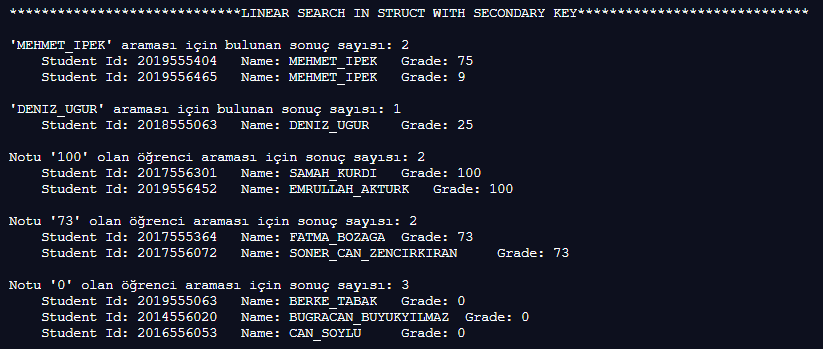 *****************************LINEAR SEARCH IN STRUCT WITH SECONDARY KEY*****************************
'MEHMET_IPEK' araması için bulunan sonuç sayısı: 2
Student Id: 2019555404 Name: MEHMET_IPEK Grade: 75
Student Id: 2019556465 Name: MEHMET_IPEK Grade: 9
'DENIZ_UGUR' araması için bulunan sonuç sayısı: 1
Student Id: 2018555063 Name: DENIZ_UGUR Grade: 25
Notu '100' olan öğrenci araması için sonuç sayısı: 2
Student Id: 2017556301 Name: SAMAH_KURDI Grade: 100
Student Id: 2019556452 Name: EMRULLAH_AKTURK Grade: 100
Notu '73' olan öğrenci araması için sonuç sayısı: 2
Student Id: 2017555364 Name: FATMA_BOZAGA Grade: 73
Student Id: 2017556072 Name: SONER_CAN_ZENCIRKIRAN Grade: 73
Notu '0' olan öğrenci araması için sonuç sayısı: 3
Student Id: 2019555063 Name: BERKE_TABAK Grade: 0
Student Id: 2014556020 Name: BUGRACAN_BUYUKYILMAZ Grade: 0
Student Id: 2016556053 Name: CAN_SOYLU Grade: 0